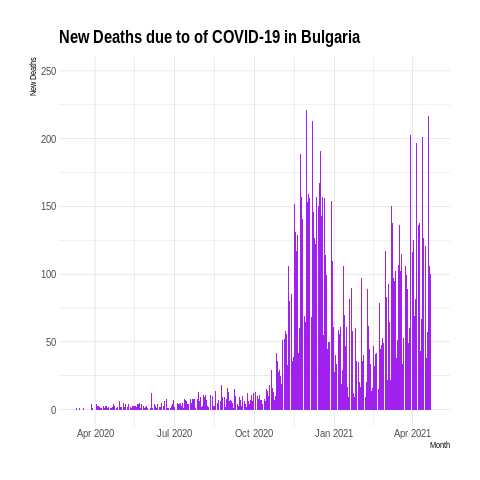 New Deaths due to of COVID-19 in Bulgaria
New Deaths
250
200
150
100
50
0
Apr 2020 Jul 2020 Oct 2020 Jan 2021 Apr 2021
Month